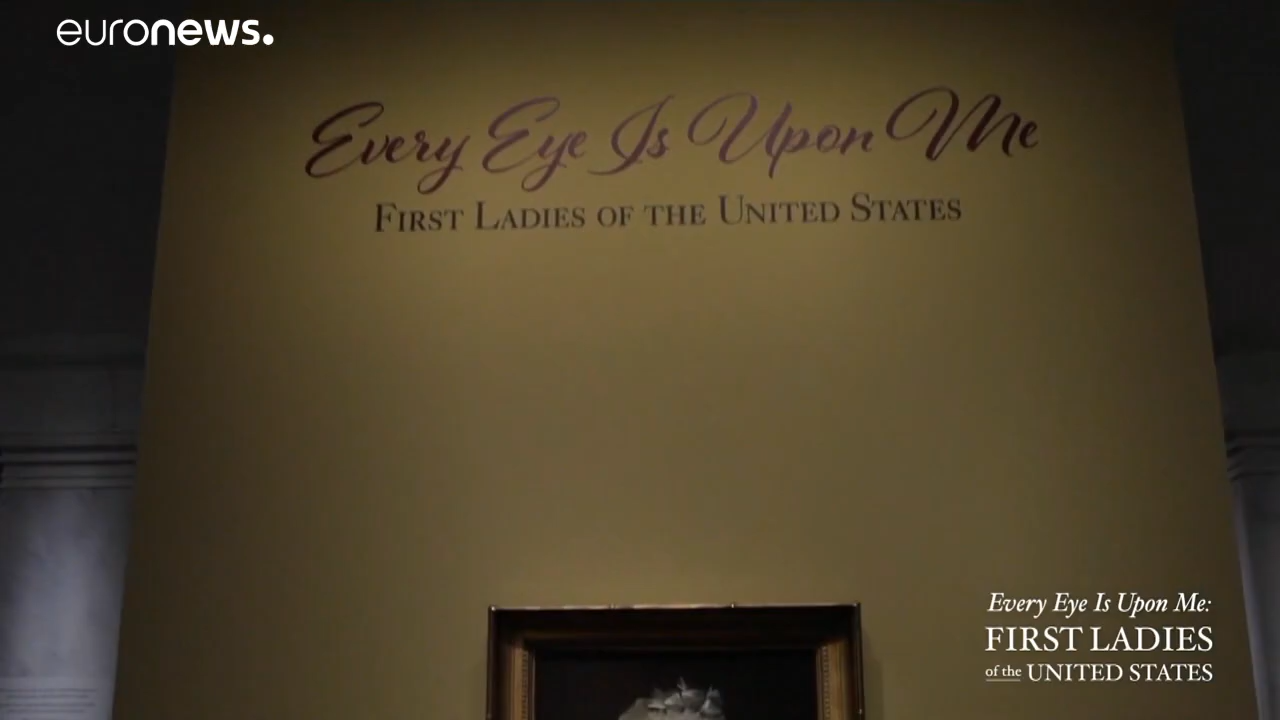 euronews.
Every Eye Is Upon Me
First Ladies of the United States
Every Eye Is Upon Me:
FIRST LADIES
of the UNITED STATES